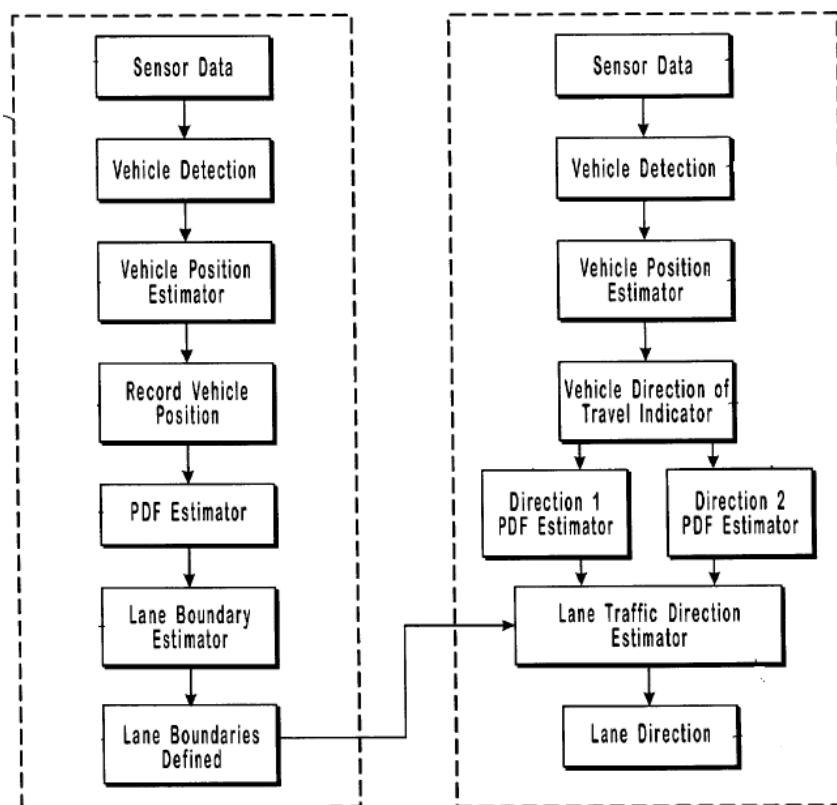 Sensor Data
Vehicle Detection
Vehicle Position
Estimator
Record Vehicle
Position
PDF Estimator
Lane Boundary
Estimator
Lane Boundaries
Defined
Sensor Data
Vehicle Detection
Vehicle Position
Estimator
Vehicle Direction of
Travel Indicator
Direction 1
PDF Estimator
Direction 2
PDF Estimator
Lane Traffic Direction
Estimator
Lane Direction